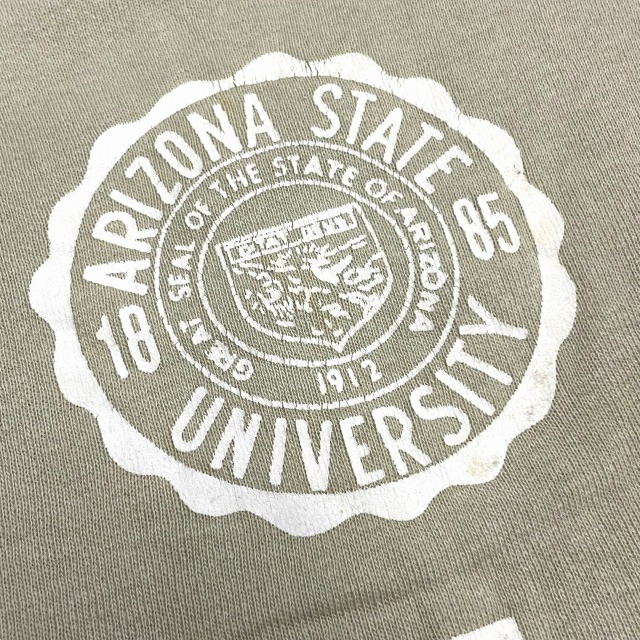 ARIZONA STATE
18 85
UNIVERSITY
GREAT SEAL OF THE STATE OF ARIZONA
1912